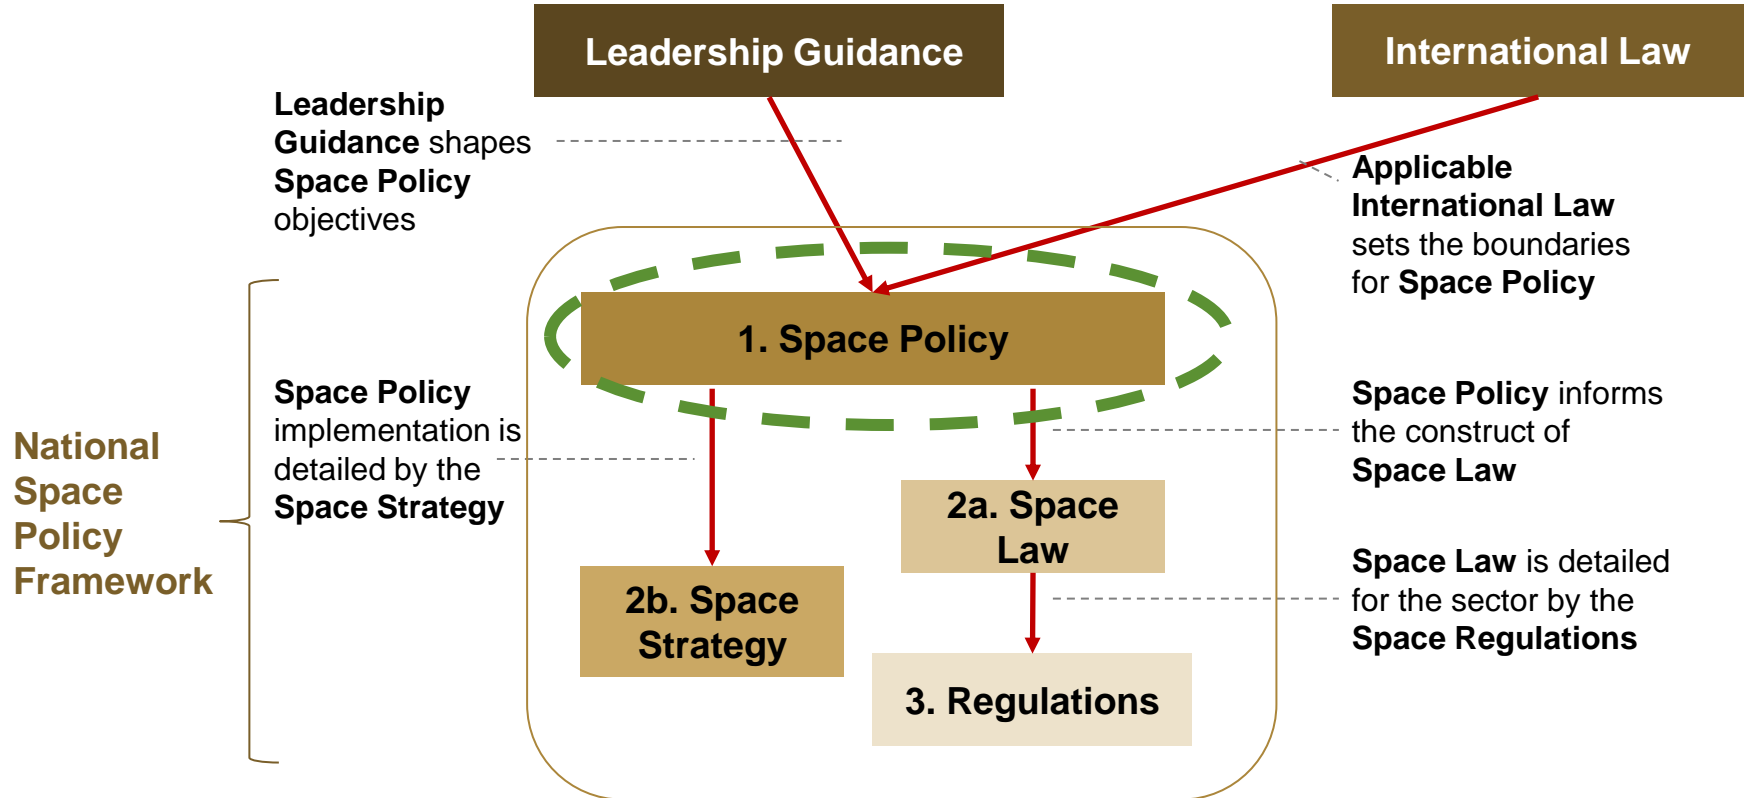 Leadership Guidance
International Law
Leadership
Guidance shapes
Space Policy
objectives
Applicable
International Law
sets the boundaries
for Space Policy
1. Space Policy
Space Policy
implementation is
detailed by the
Space Strategy
Space Policy informs
the construct of
Space Law
National
Space
Policy
Framework
2a. Space
Law
2b. Space
Strategy
Space Law is detailed
for the sector by the
Space Regulations
3. Regulations